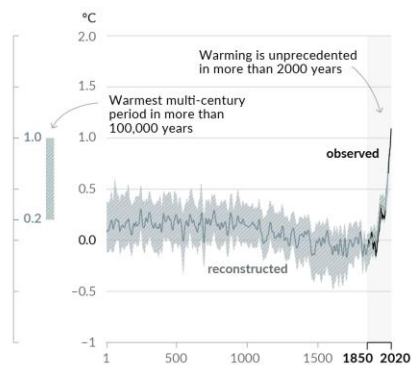 °C
2.0
Warming is unprecedented
in more than 2000 years
1.5
Warmest multi-century
period in more than
100,000 years
1.0
1.0
observed
0.5
0.2
0.0
reconstructed
−0.5
−1
1
500
1000
1500
1850
2020